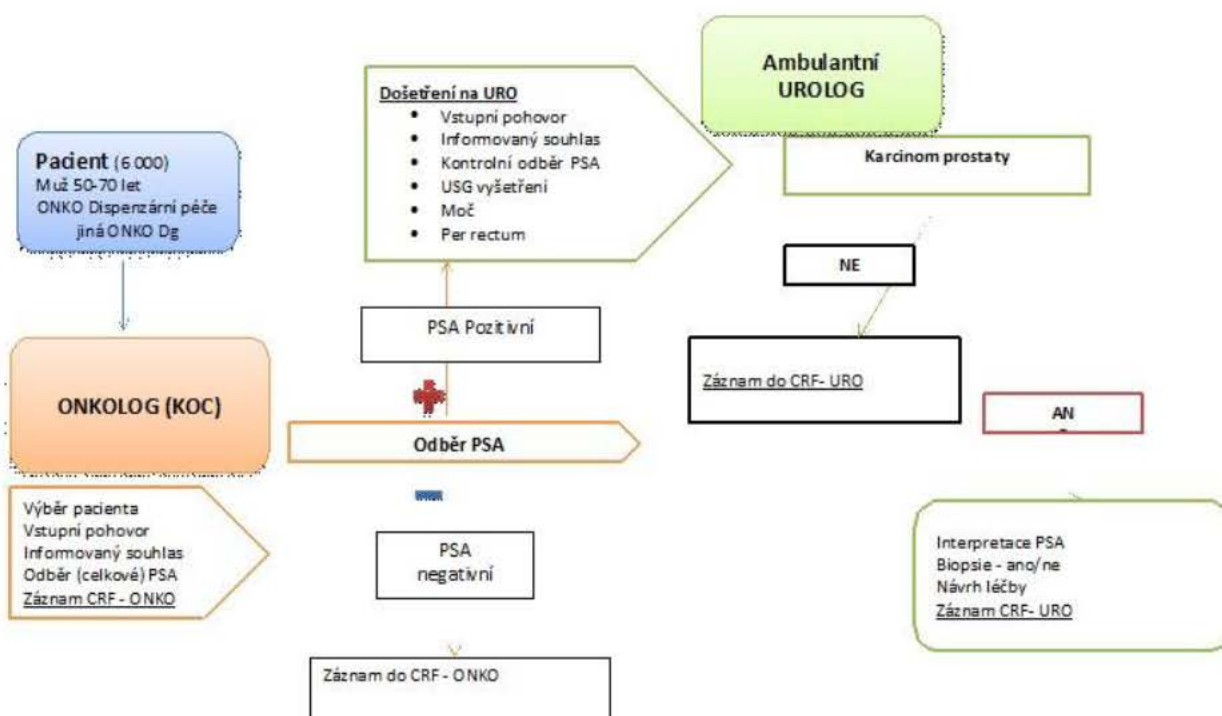 Pacient (6 000)
Muž 50-70 let
ONKO Dispenzární péče
jiná ONKO Dg
ONKOLOG (KOC)
Výběr pacienta
Vstupní pohovor
Informovaný souhlas
Odběr (celkové) PSA
Záznam CRF - ONKO
Došetření na URO
• Vstupní pohovor
• Informovaný souhlas
• Kontrolní odběr PSA
• USG vyšetření
• Moč
• Per rectum
PSA Pozitivní
Odběr PSA
PSA
negativní
Záznam do CRF - ONKO
Ambulantní
UROLOG
Karcinom prostaty
NE
Záznam do CRF- URO
AN
Interpretace PSA
Biopsie - ano/ne
Návrh léčby
Záznam CRF- URO